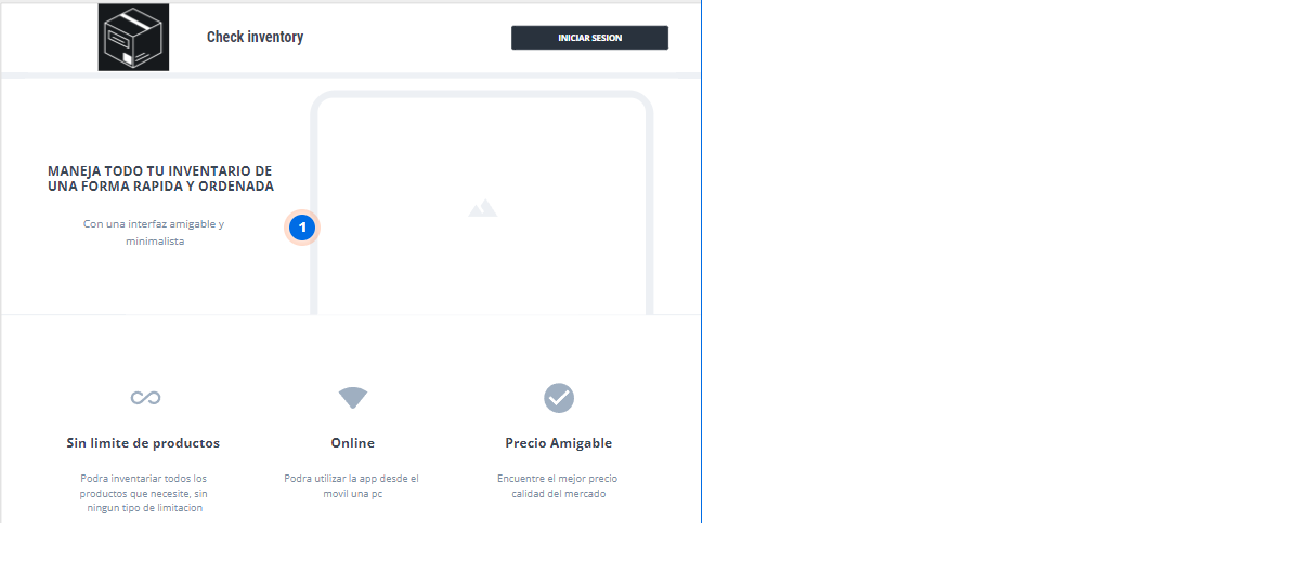 Check inventory
INICIAR SESION
MANEJA TODO TU INVENTARIO DE
UNA FORMA RAPIDA Y ORDENADA
Con una interfaz amigable y
minimalista
1
Sin limite de productos
Podra inventariar todos los
productos que necesite, sin
ningun tipo de limitacion
Online
Podra utilizar la app desde el
movil una pc
Precio Amigable
Encuentre el mejor precio
calidad del mercado